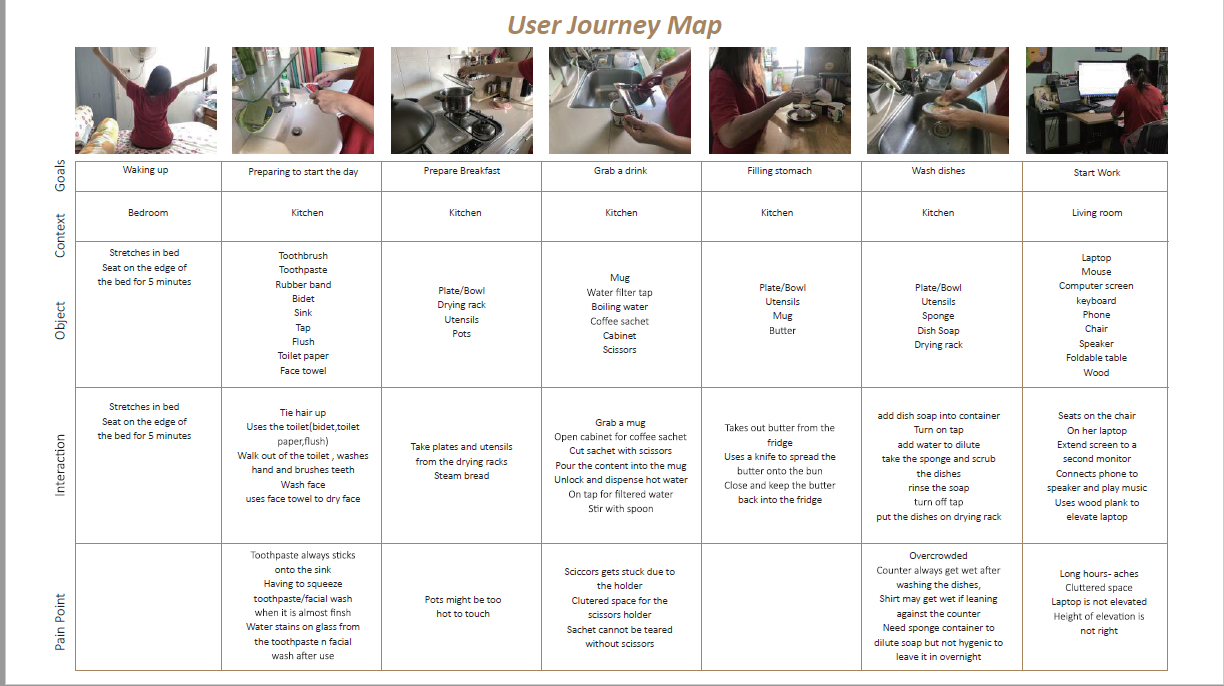 User Journey Map
Goals
Waking up
Preparing to start the day
Prepare Breakfast
Grab a drink
Filling stomach
Wash dishes
Start Work
Context
Bedroom
Kitchen
Kitchen
Kitchen
Kitchen
Kitchen
Living room
Object
Stretches in bed
Seat on the edge of
the bed for 5 minutes
Toothbrush
Toothpaste
Rubber band
Bidet
Sink
Tap
Flush
Toilet paper
Face towel
Plate/Bowl
Drying rack
Utensils
Pots
Mug
Water filter tap
Boiling water
Coffee sachet
Cabinet
Scissors
Plate/Bowl
Utensils
Mug
Butter
Plate/Bowl
Utensils
Sponge
Dish Soap
Drying rack
Laptop
Mouse
Computer screen
keyboard
Phone
Chair
Speaker
Foldable table
Wood
Interaction
Stretches in bed
Seat on the edge of
the bed for 5 minutes
Tie hair up
Uses the toilet(bidet,toilet
paper,flush)
Walk out of the toilet , washes
hand and brushes teeth
Wash face
uses face towel to dry face
Take plates and utensils
from the drying racks
Steam bread
Grab a mug
Open cabinet for coffee sachet
Cut sachet with scissors
Pour the content into the mug
Unlock and dispense hot water
On tap for filtered water
Stir with spoon
Takes out butter from the
fridge
Uses a knife to spread the
butter onto the bun
Close and keep the butter
back into the fridge
add dish soap into container
Turn on tap
add water to dilute
take the sponge and scrub
the dishes
rinse the soap
turn off tap
put the dishes on drying rack
Seats on the chair
On her laptop
Extend screen to a
second monitor
Connects phone to
speaker and play music
Uses wood plank to
elevate laptop
Pain Point
Toothpaste always sticks
onto the sink
Having to squeeze
toothpaste/facial wash
when it is almost finsh
Water stains on glass from
the toothpaste n facial
wash after use
Pots might be too
hot to touch
Sciccors gets stuck due to
the holder
Clutered space for the
scissors holder
Sachet cannot be teared
without scissors
Overcrowded
Counter always get wet after
washing the dishes,
Shirt may get wet if leaning
against the counter
Need sponge container to
dilute soap but not hygenic to
leave it in overnight
Long hours- aches
Cluttered space
Laptop is not elevated
Height of elevation is
not right